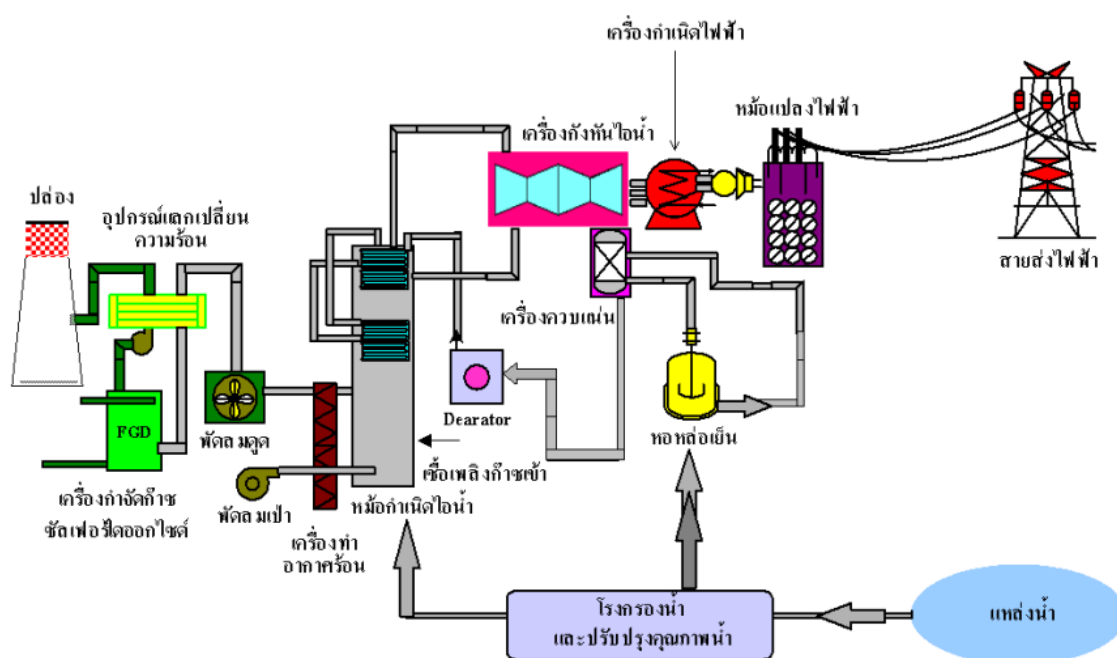 เครื่องกำเนิดไฟฟ้า
หม้อแปลงไฟฟ้า
เครื่องกังหันไอน้ำ
ปล่อง
อุปกรณ์แลกเปลี่ยน
ความร้อน
สายส่งไฟฟ้า
เครื่องควบแน่น
Dearator
FGD
พัดลมดูด
หอหล่อเย็น
เชื้อเพลิงก๊าซเข้า
เครื่องกำจัดก๊าซ
ซัลเฟอร์ไดออกไซด์
พัดลมเป่า
หม้อกำเนิดไอน้ำ
เครื่องทำ
อากาศร้อน
โรงกรองน้ำ
และปรับปรุงคุณภาพน้ำ
แหล่งน้ำ